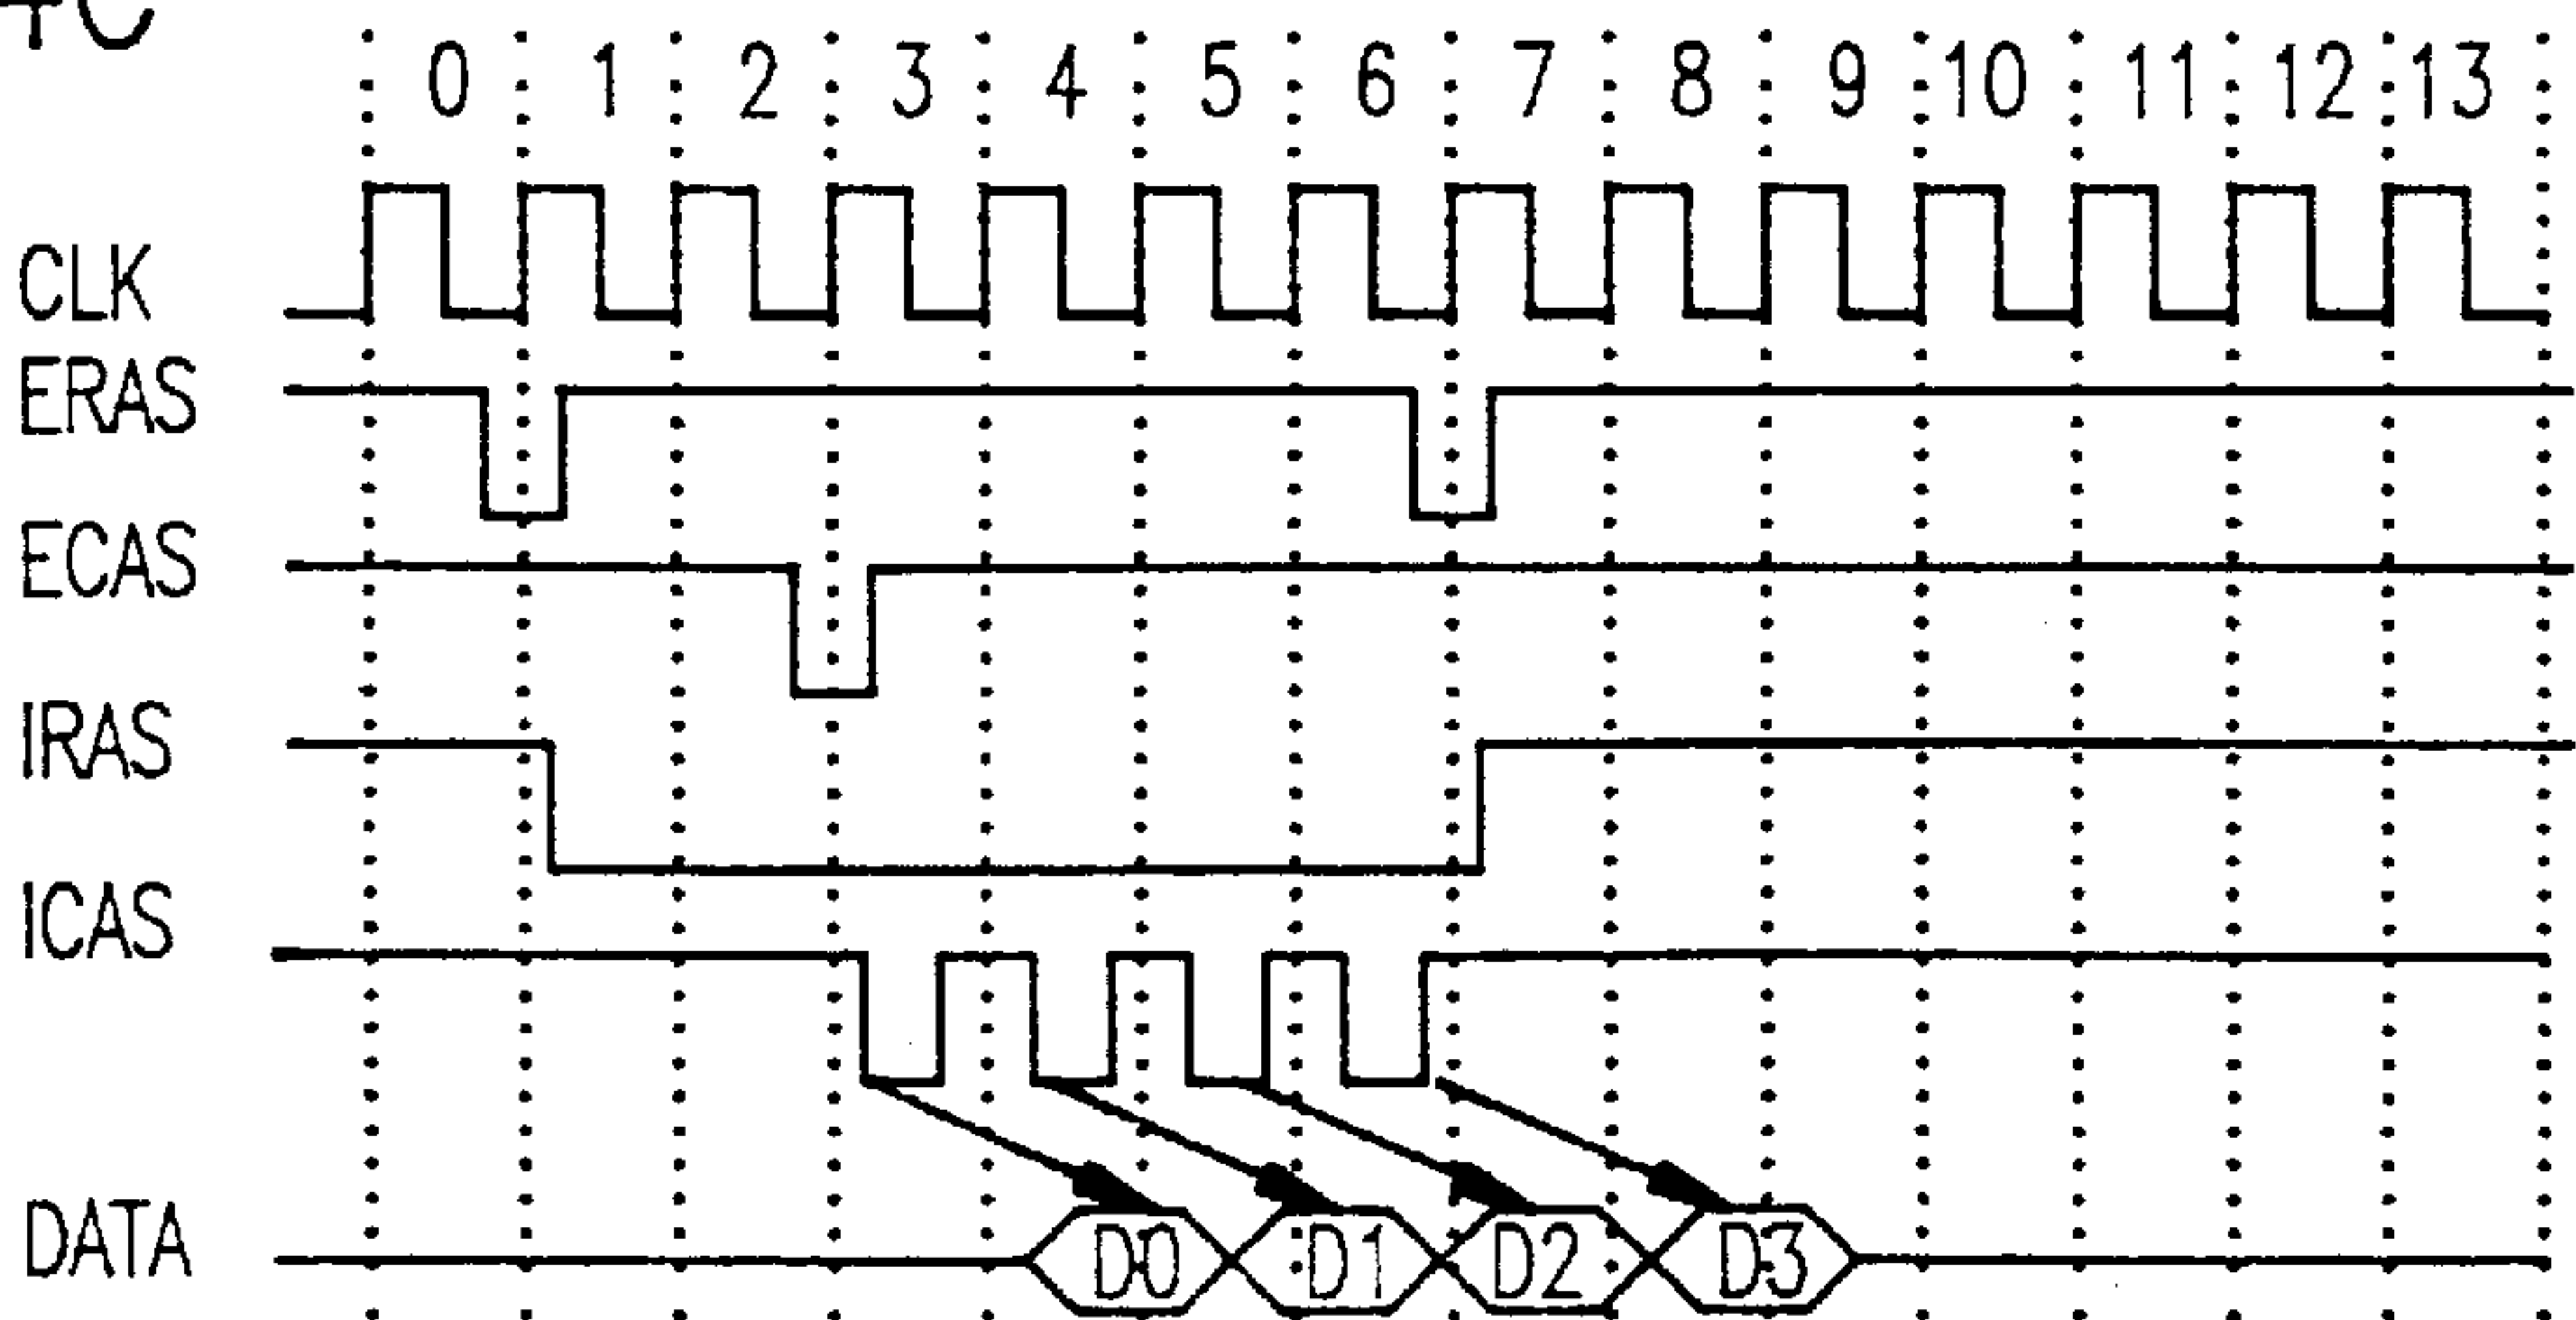 4C
0 1 2 3 4 5 6 7 8 9 10 11 12 13
CLK
ERAS
ECAS
IRAS
ICAS
DATA D0 D1 D2 D3